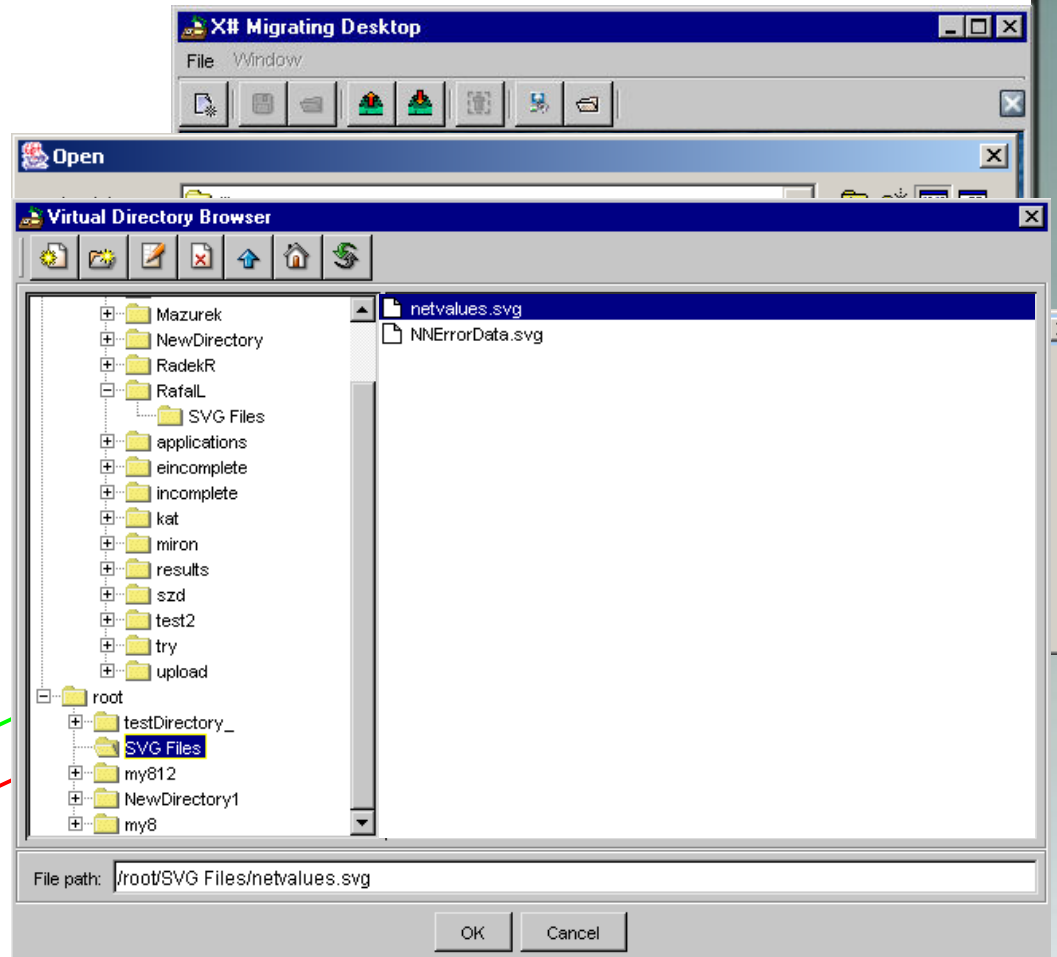 X# Migrating Desktop
File Window
Open
Virtual Directory Browser
Mazurek
NewDirectory
RadekR
RafalL
SVG Files
applications
eincomplete
incomplete
kat
miron
results
szd
test2
try
upload
root
testDirectory_
SVG Files
my812
NewDirectory1
my8
netvalues.svg
NNErrorData.svg
File path: /root/SVG Files/netvalues.svg
OK Cancel